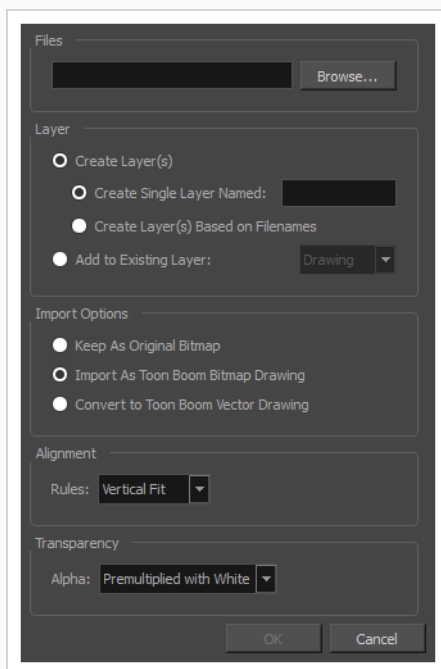 Files
Browse...
Layer
Create Layer(s)
Create Single Layer Named:
Create Layer(s) Based on Filenames
Add to Existing Layer: Drawing
Import Options
Keep As Original Bitmap
Import As Toon Boom Bitmap Drawing
Convert to Toon Boom Vector Drawing
Alignment
Rules: Vertical Fit
Transparency
Alpha: Premultiplied with White
OK Cancel